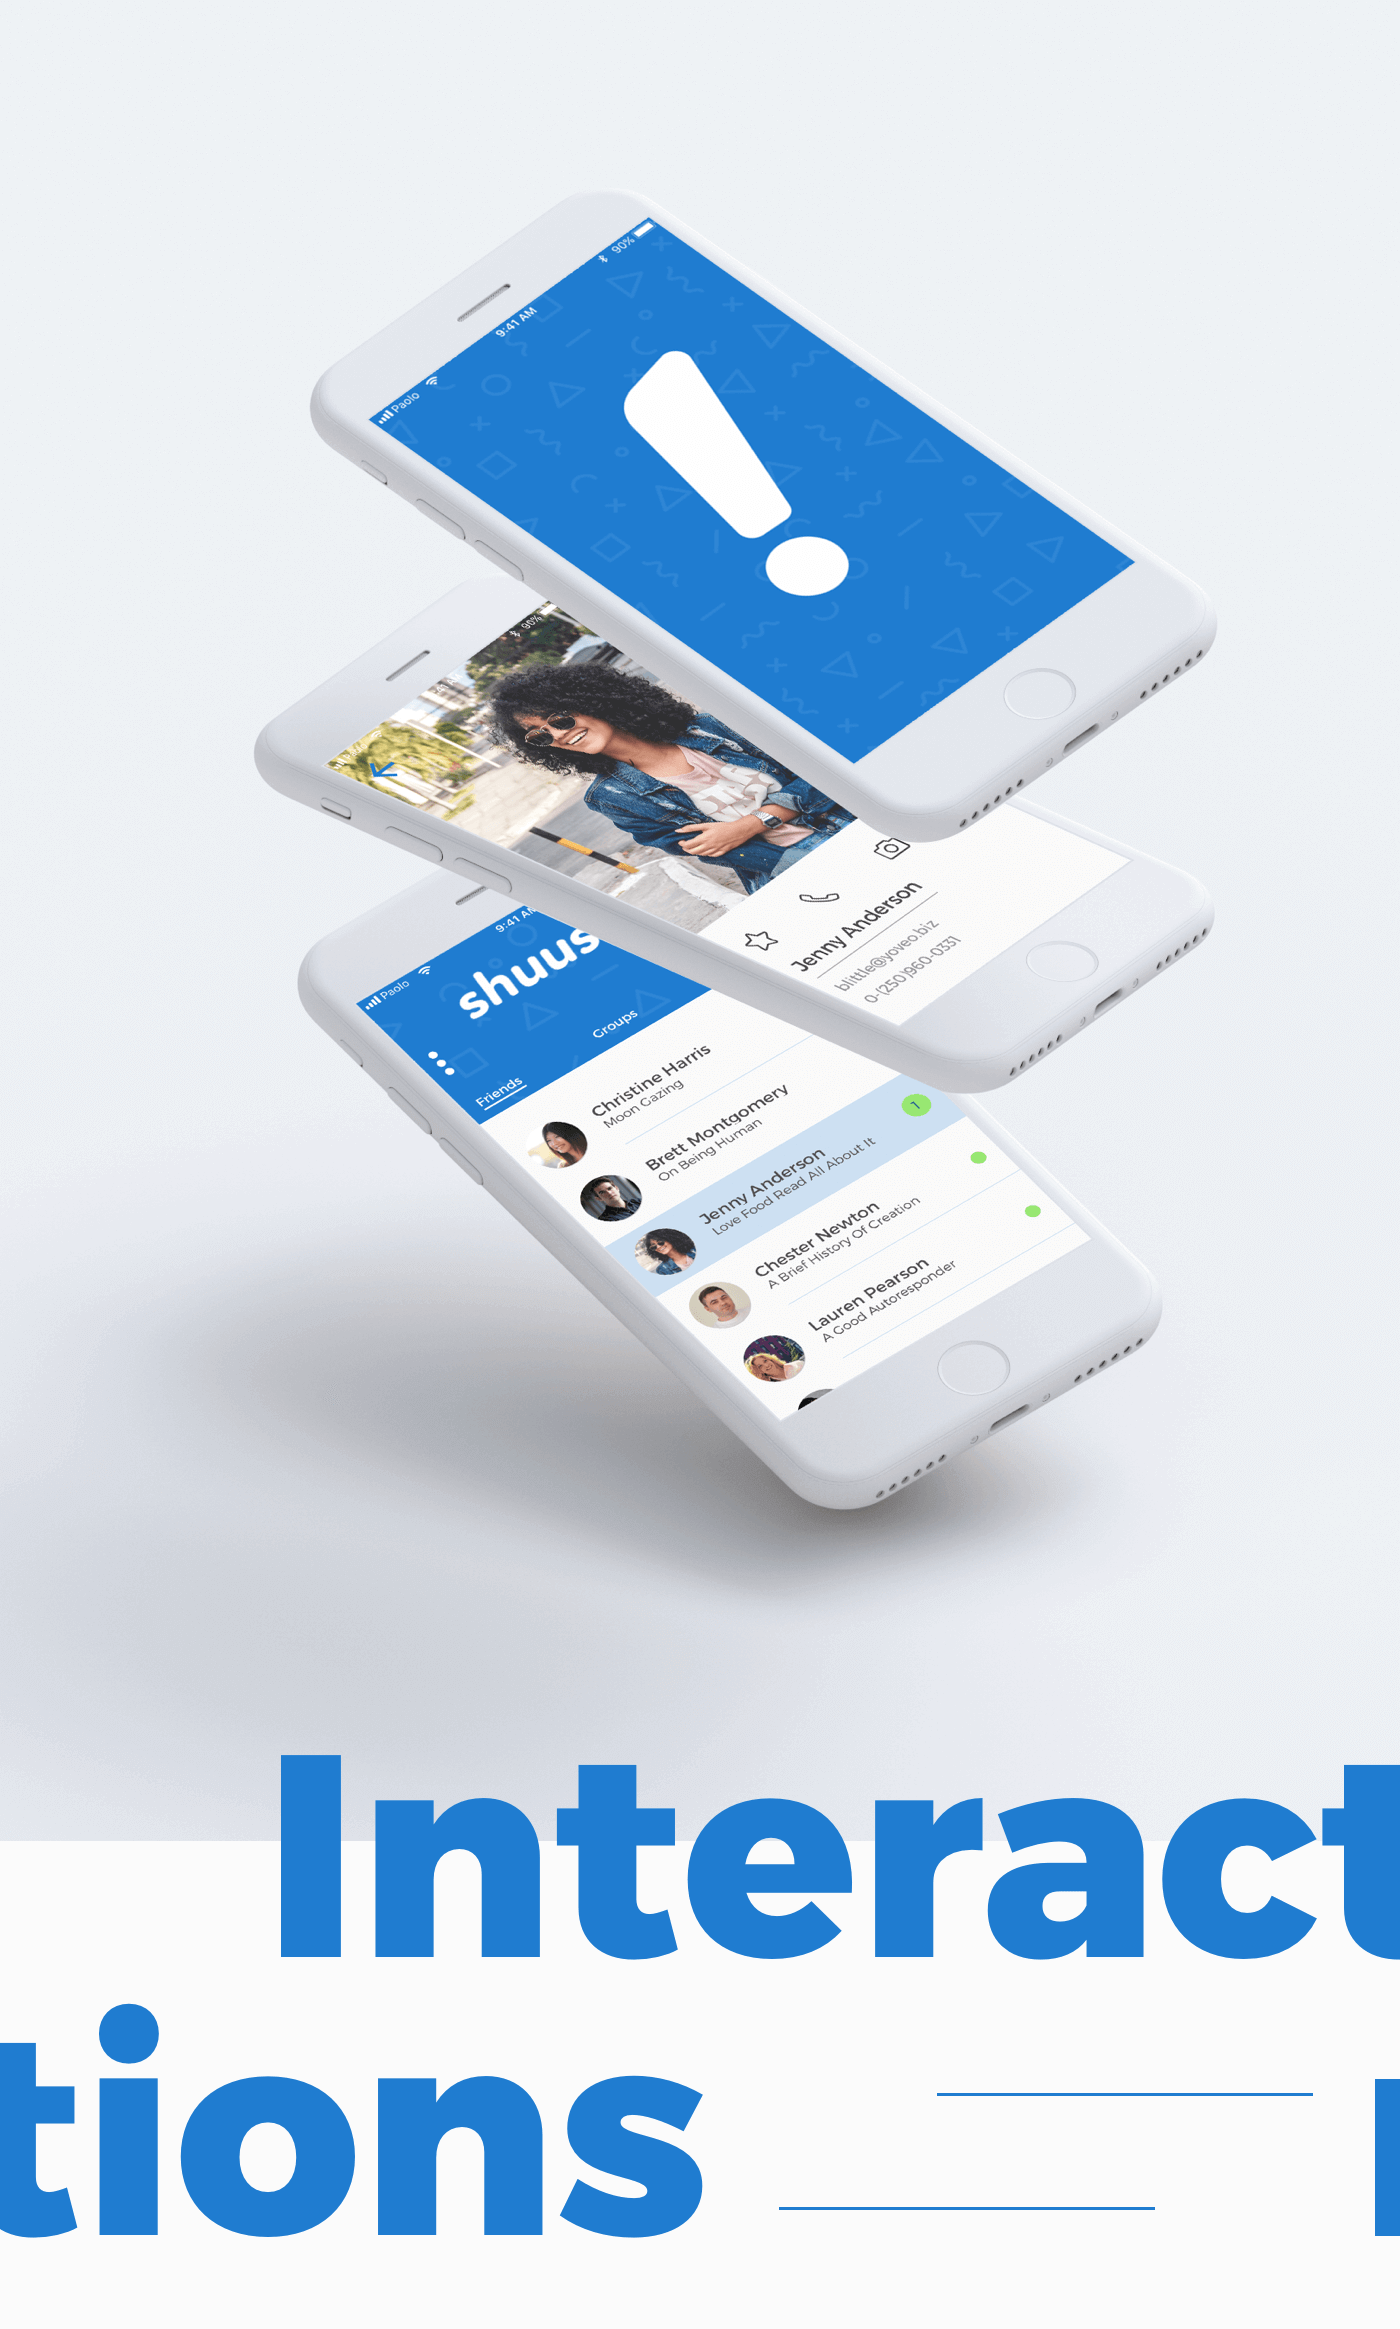 Paolo 9:41 AM 90%
90%
Jenny Anderson
blittle@yoveo.biz
0-(250)960-0331
Paolo 9:41 AM
shuus
Friends Groups
Christine Harris
Moon Gazing
Brett Montgomery
On Being Human
Jenny Anderson
Love Food Read All About It
1
Chester Newton
A Brief History Of Creation
Lauren Pearson
A Good Autoresponder
Interact
tions